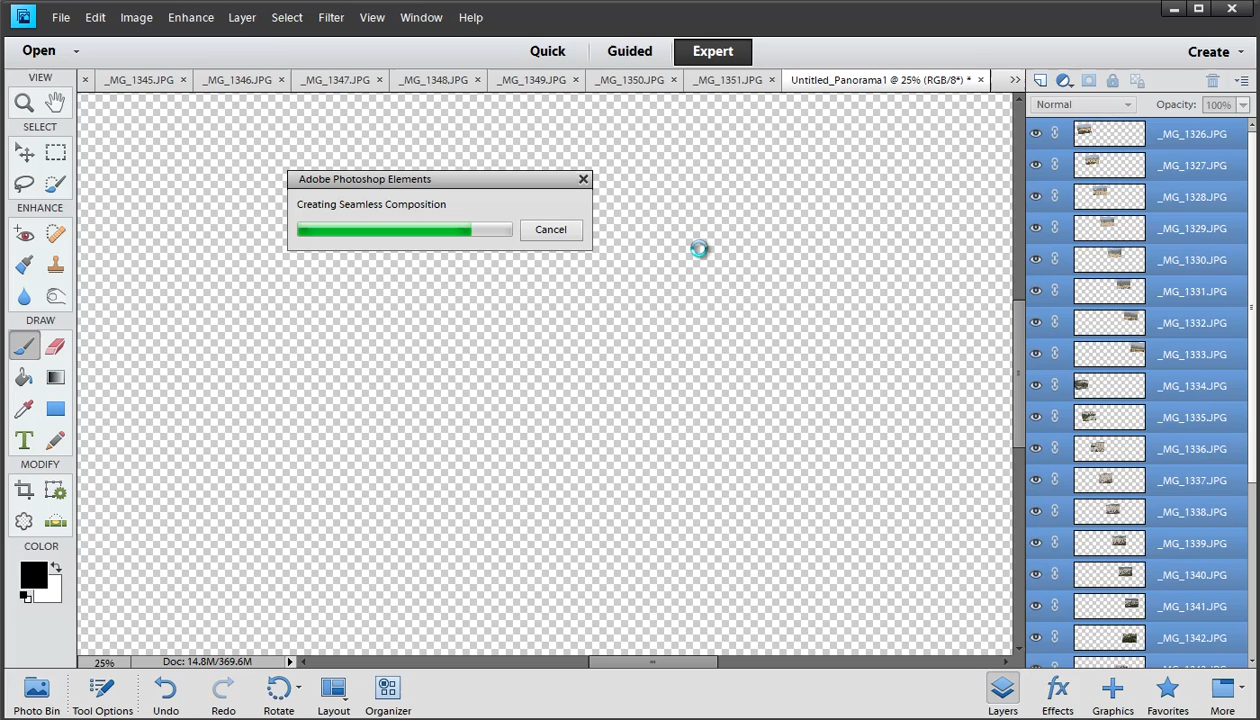 File Edit Image Enhance Layer Select Filter View Window Help
Open Quick Guided Expert Create
VIEW
_MG_1345.JPG _MG_1346.JPG _MG_1347.JPG _MG_1348.JPG _MG_1349.JPG _MG_1350.JPG _MG_1351.JPG Untitled_Panorama1 @ 25% (RGB/8*) *
Normal Opacity: 100%
SELECT
ENHANCE
DRAW
T
MODIFY
COLOR
Adobe Photoshop Elements
Creating Seamless Composition
Cancel
_MG_1326.JPG
_MG_1327.JPG
_MG_1328.JPG
_MG_1329.JPG
_MG_1330.JPG
_MG_1331.JPG
_MG_1332.JPG
_MG_1333.JPG
_MG_1334.JPG
_MG_1335.JPG
_MG_1336.JPG
_MG_1337.JPG
_MG_1338.JPG
_MG_1339.JPG
_MG_1340.JPG
_MG_1341.JPG
_MG_1342.JPG
25% Doc: 14.8M/369.6M
Photo Bin Tool Options Undo Redo Rotate Layout Organizer
fx
Layers Effects Graphics Favorites More